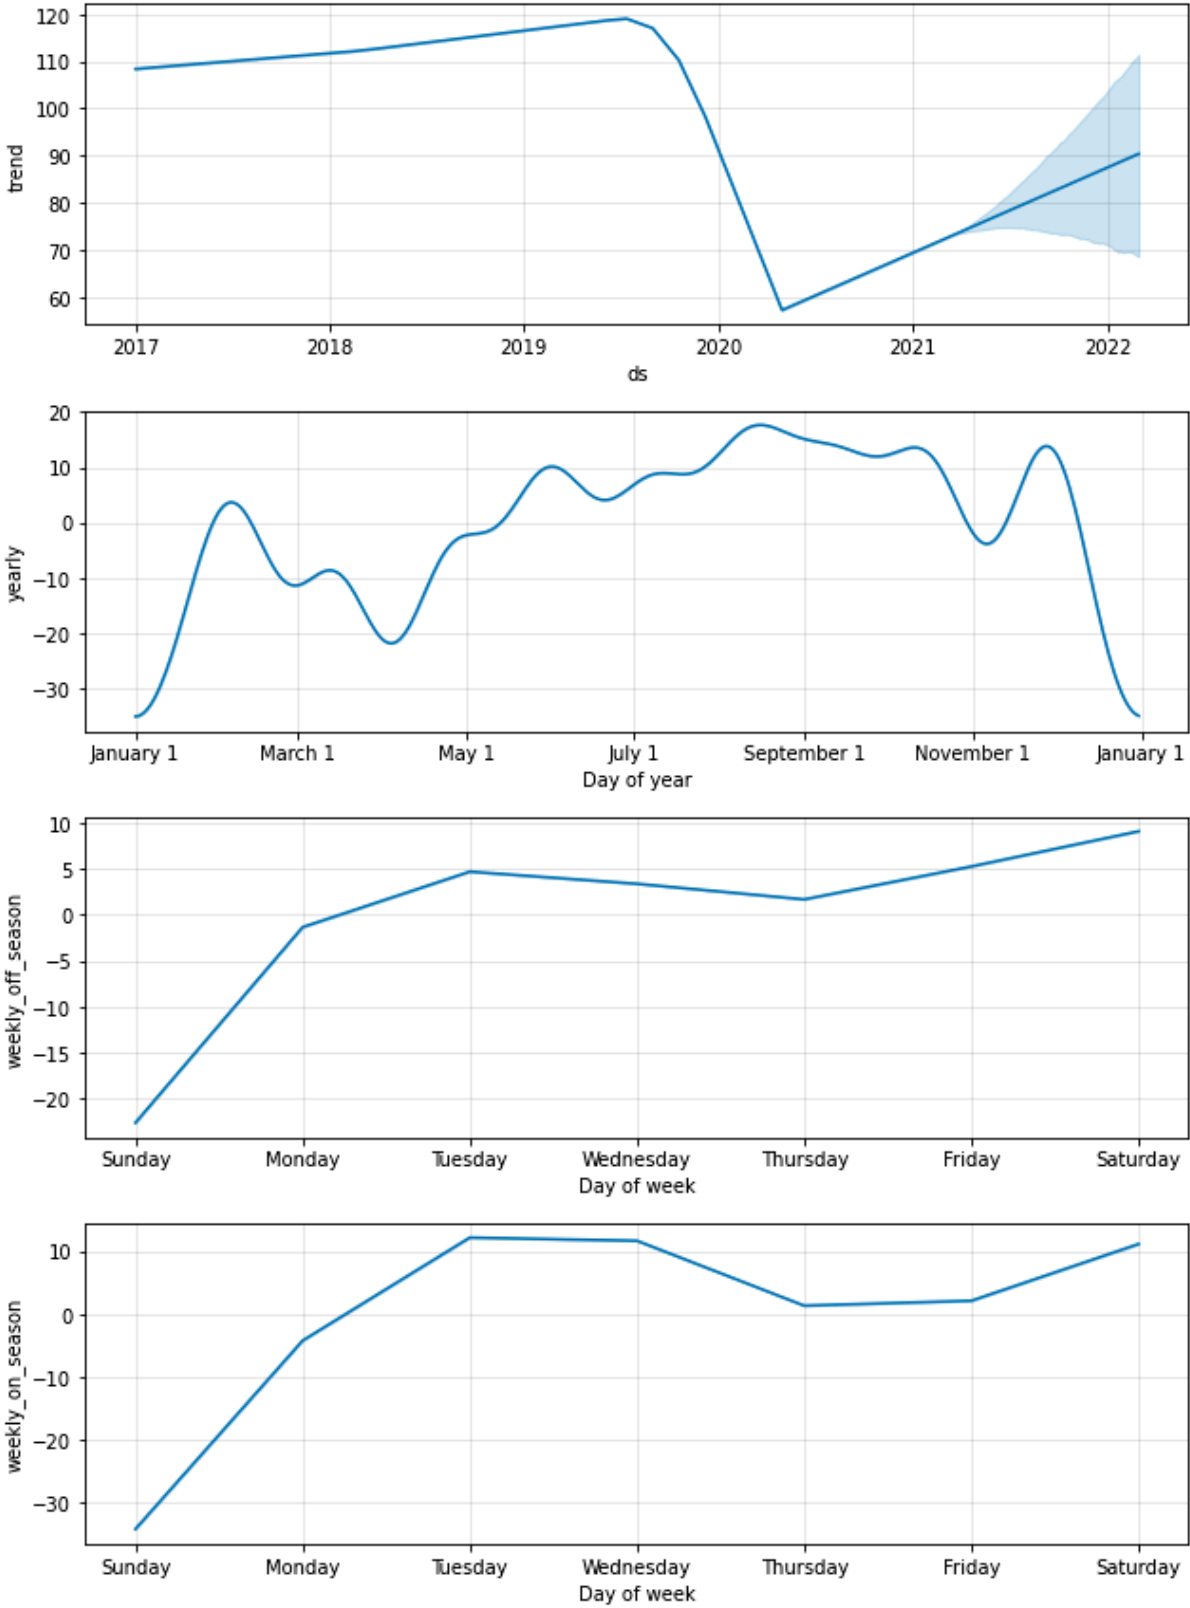 120
110
100
90
80
70
60
trend
2017 2018 2019 2020 2021 2022
ds
20
10
0
−10
−20
−30
yearly
January 1 March 1 May 1 July 1 September 1 November 1 January 1
Day of year
10
5
0
−5
−10
−15
−20
weekly_off_season
Sunday Monday Tuesday Wednesday Thursday Friday Saturday
Day of week
10
0
−10
−20
−30
weekly_on_season
Sunday Monday Tuesday Wednesday Thursday Friday Saturday
Day of week